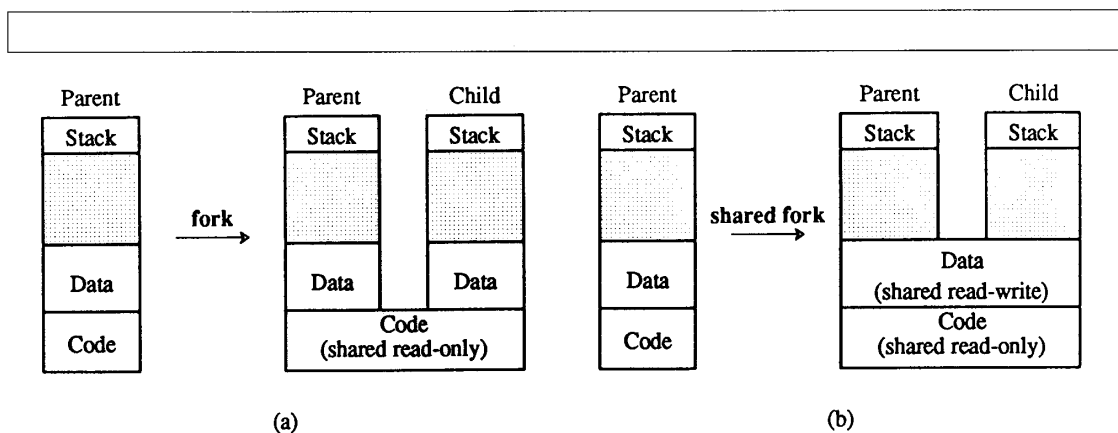 Parent
Stack
Data
Code
fork
Parent
Child
Stack
Stack
Data
Data
Code
(shared read-only)
(a)
Parent
Stack
Data
Code
shared fork
Parent
Child
Stack
Stack
Data
(shared read-write)
Code
(shared read-only)
(b)